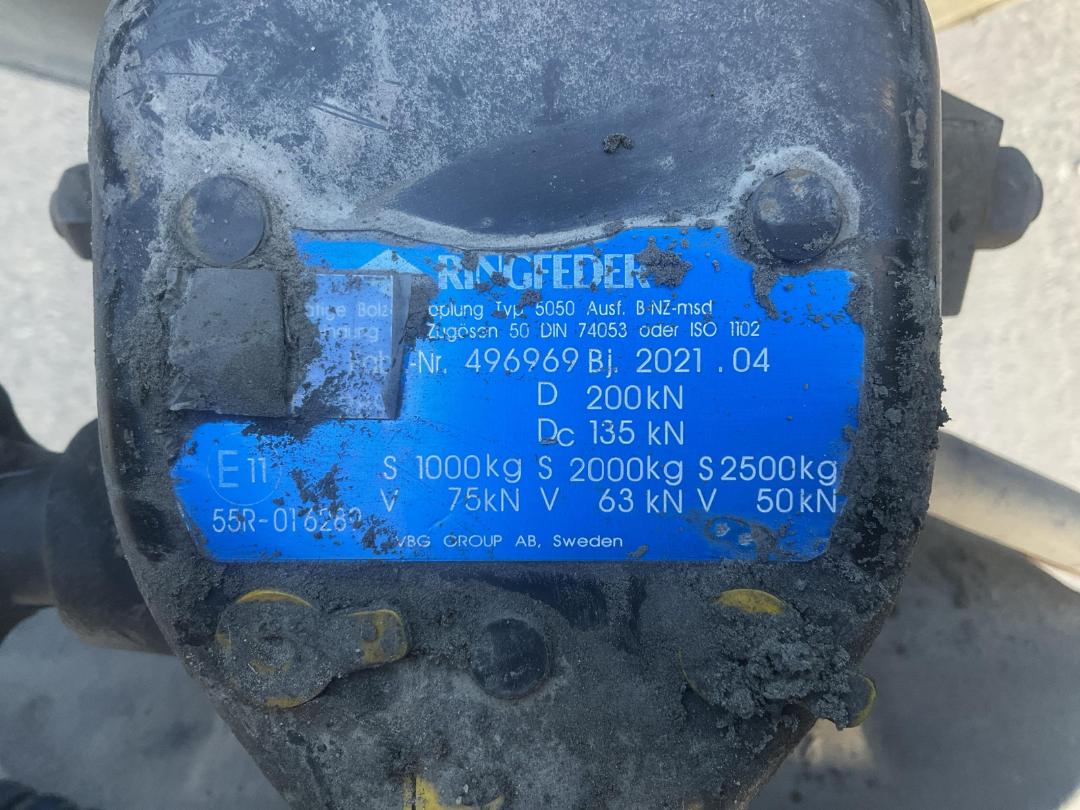 RINGFEDER
Typ 5050 Ausf. B-NZ-msd
Zugösen 50 DIN 74053 oder ISO 1102
-Nr. 496969 Bj. 2021.04
D 200kN
Dc 135 kN
E11 S 1000kg S 2000kg S 2500kg
V 75kN V 63 kN V 50kN
VBG GROUP AB, Sweden